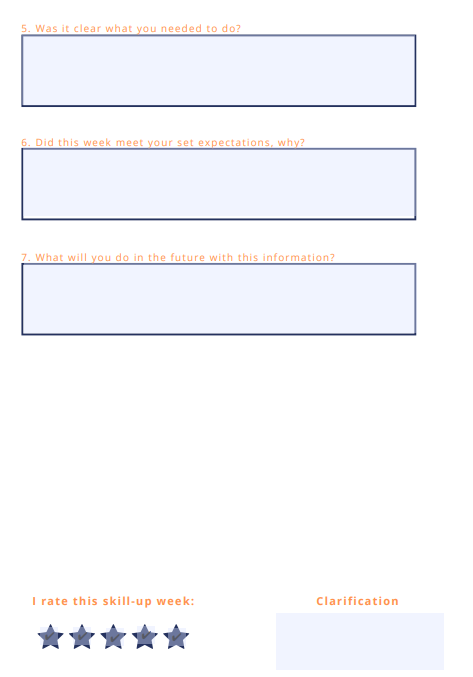 5. Was it clear what you needed to do?
6. Did this week meet your set expectations, why?
7. What will you do in the future with this information?
I rate this skill-up week:
Clarification